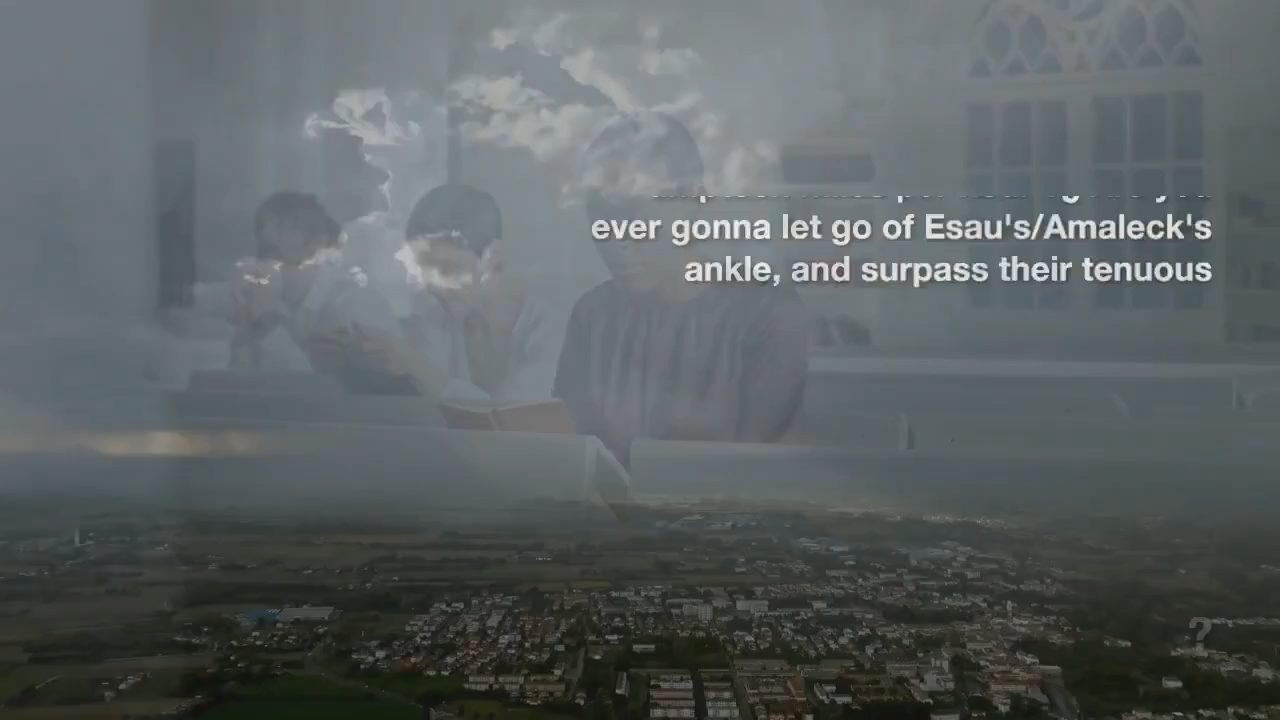 ever gonna let go of Esau's/Amaleck's
ankle, and surpass their tenuous
?